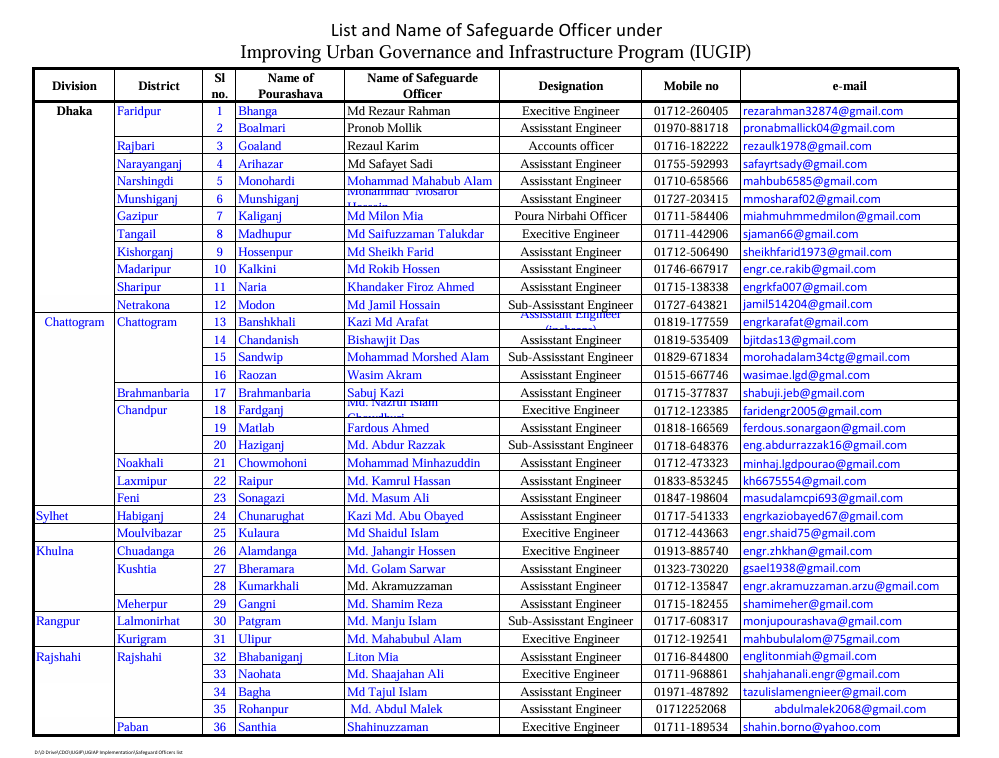 List and Name of Safeguarde Officer under
Improving Urban Governance and Infrastructure Program (IUGIP)
Division District Sl no. Name of Pourashava Name of Safeguarde Officer Designation Mobile no e-mail
Dhaka Faridpur 1 Bhanga Md Rezaur Rahman Execitive Engineer 01712-260405 rezarahman32874@gmail.com
2 Boalmari Pronob Mollik Assisstant Engineer 01970-881718 pronabmallick04@gmail.com
Rajbari 3 Goaland Rezaul Karim Accounts officer 01716-182222 rezaulk1978@gmail.com
Narayanganj 4 Arihazar Md Safayet Sadi Assisstant Engineer 01755-592993 safayrtsady@gmail.com
Narshingdi 5 Monohardi Mohammad Mahabub Alam Assisstant Engineer 01710-658566 mahbub6585@gmail.com
Munshiganj 6 Munshiganj Mohammad Mosarof Hossain Assisstant Engineer 01727-203415 mmosharaf02@gmail.com
Gazipur 7 Kaliganj Md Milon Mia Poura Nirbahi Officer 01711-584406 miahmuhmmedmilon@gmail.com
Tangail 8 Madhupur Md Saifuzzaman Talukdar Execitive Engineer 01711-442906 sjaman66@gmail.com
Kishorganj 9 Hossenpur Md Sheikh Farid Assisstant Engineer 01712-506490 sheikhfarid1973@gmail.com
Madaripur 10 Kalkini Md Rokib Hossen Assisstant Engineer 01746-667917 engr.ce.rakib@gmail.com
Sharipur 11 Naria Khandaker Firoz Ahmed Assisstant Engineer 01715-138338 engrkfa007@gmail.com
Netrakona 12 Modon Md Jamil Hossain Sub-Assisstant Engineer 01727-643821 jamil514204@gmail.com
Chattogram Chattogram 13 Banshkhali Kazi Md Arafat Assistant Engineer 01819-177559 engrkarafat@gmail.com
14 Chandanish Bishawjit Das Assisstant Engineer 01819-535409 bjitdas13@gmail.com
15 Sandwip Mohammad Morshed Alam Sub-Assisstant Engineer 01829-671834 morohadalam34ctg@gmail.com
16 Raozan Wasim Akram Assisstant Engineer 01515-667746 wasimae.lgd@gmal.com
Brahmanbaria 17 Brahmanbaria Sabuj Kazi Assisstant Engineer 01715-377837 shabuji.jeb@gmail.com
Chandpur 18 Fardganj Md. Nazrul Islam Chowdhuri Execitive Engineer 01712-123385 faridengr2005@gmail.com
19 Matlab Fardous Ahmed Assisstant Engineer 01818-166569 ferdous.sonargaon@gmail.com
20 Haziganj Md. Abdur Razzak Sub-Assisstant Engineer 01718-648376 eng.abdurrazzak16@gmail.com
Noakhali 21 Chowmohoni Mohammad Minhazuddin Assisstant Engineer 01712-473323 minhaj.lgdpourao@gmail.com
Laxmipur 22 Raipur Md. Kamrul Hassan Assisstant Engineer 01833-853245 kh6675554@gmail.com
Feni 23 Sonagazi Md. Masum Ali Assisstant Engineer 01847-198604 masudalamcpi693@gmail.com
Sylhet Habiganj 24 Chunarughat Kazi Md. Abu Obayed Assisstant Engineer 01717-541333 engrkaziobayed67@gmail.com
Moulvibazar 25 Kulaura Md Shaidul Islam Execitive Engineer 01712-443663 engr.shaid75@gmail.com
Khulna Chuadanga 26 Alamdanga Md. Jahangir Hossen Execitive Engineer 01913-885740 engr.zhkhan@gmail.com
Kushtia 27 Bheramara Md. Golam Sarwar Assisstant Engineer 01323-730220 gsael1938@gmail.com
28 Kumarkhali Md. Akramuzzaman Assisstant Engineer 01712-135847 engr.akramuzzaman.arzu@gmail.com
Meherpur 29 Gangni Md. Shamim Reza Assisstant Engineer 01715-182455 shamimeher@gmail.com
Rangpur Lalmonirhat 30 Patgram Md. Manju Islam Sub-Assisstant Engineer 01717-608317 monjupourashava@gmail.com
Kurigram 31 Ulipur Md. Mahabubul Alam Execitive Engineer 01712-192541 mahbubulalom@75gmail.com
Rajshahi Rajshahi 32 Bhabaniganj Liton Mia Assisstant Engineer 01716-844800 englitonmiah@gmail.com
33 Naohata Md. Shaajahan Ali Execitive Engineer 01711-968861 shahjahanali.engr@gmail.com
34 Bagha Md Tajul Islam Assisstant Engineer 01971-487892 tazulislamengnieer@gmail.com
35 Rohanpur Md. Abdul Malek Assisstant Engineer 01712252068 abdulmalek2068@gmail.com
Paban 36 Santhia Shahinuzzaman Execitive Engineer 01711-189534 shahin.borno@yahoo.com
D:\D Drive\CDO\IUGIP\UGIAP Implementation\Safeguard Officers list